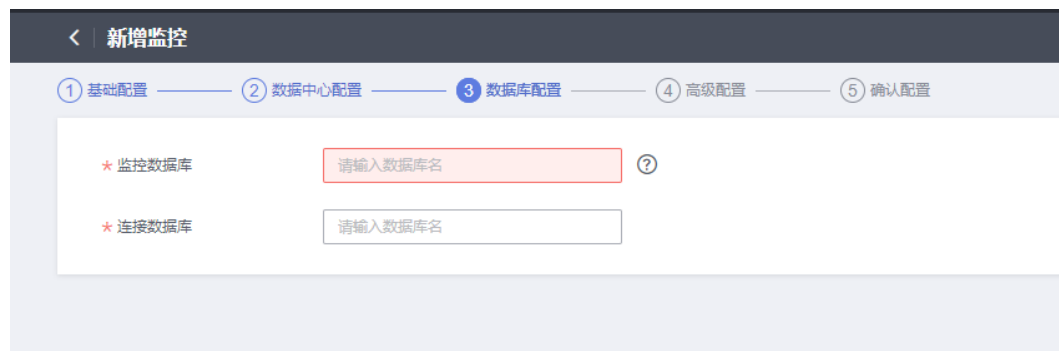 新增监控
1 基础配置 2 数据中心配置 3 数据库配置 4 高级配置 5 确认配置
* 监控数据库 请输入数据库名 ?
* 连接数据库 请输入数据库名